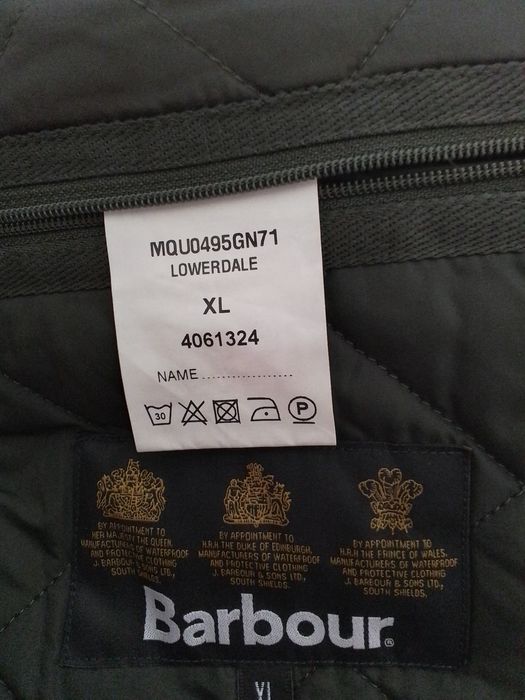 MQU0495GN71
LOWERDALE
XL
4061324
NAME..................
30
P
BY APPOINTMENT TO
HER MAJESTY THE QUEEN.
MANUFACTURERS OF WATERPROOF
AND PROTECTIVE CLOTHING
J. BARBOUR & SONS LTD.,
SOUTH SHIELDS.
BY APPOINTMENT TO
H.R.H. THE DUKE OF EDINBURGH.
MANUFACTURERS OF WATERPROOF
AND PROTECTIVE CLOTHING
J. BARBOUR & SONS LTD.,
SOUTH SHIELDS.
BY APPOINTMENT TO
H.R.H. THE PRINCE OF WALES.
MANUFACTURERS OF WATERPROOF
AND PROTECTIVE CLOTHING
J. BARBOUR & SONS LTD.,
SOUTH SHIELDS.
Barbour®
XL